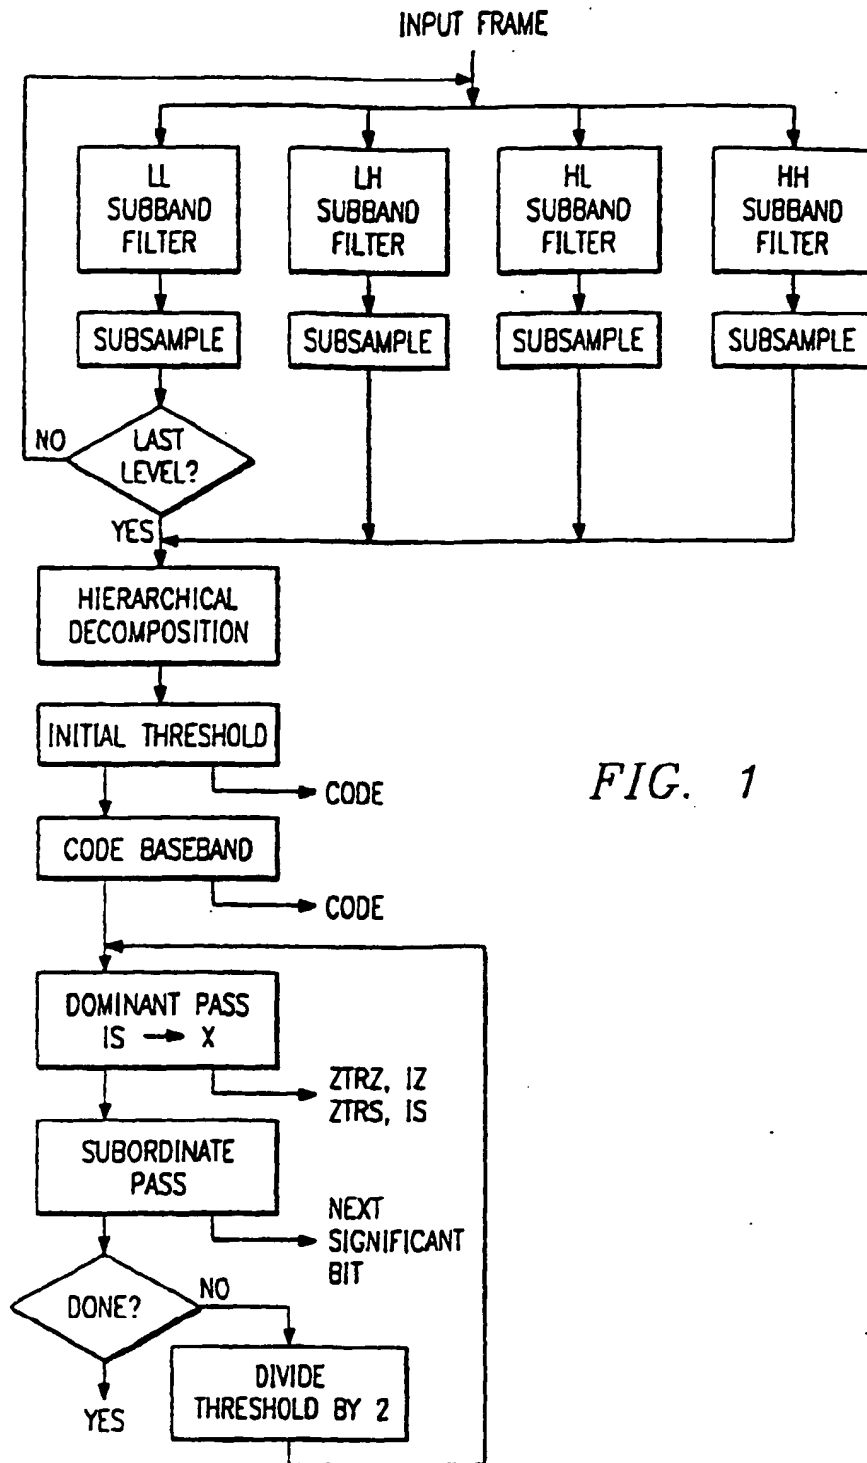 INPUT FRAME
LL
SUBBAND
FILTER
LH
SUBBAND
FILTER
HL
SUBBAND
FILTER
HH
SUBBAND
FILTER
SUBSAMPLE
SUBSAMPLE
SUBSAMPLE
SUBSAMPLE
NO
LAST
LEVEL?
YES
HIERARCHICAL
DECOMPOSITION
INITIAL THRESHOLD
CODE
FIG. 1
CODE BASEBAND
CODE
DOMINANT PASS
IS → X
ZTRZ, IZ
ZTRS, IS
SUBORDINATE
PASS
NEXT
SIGNIFICANT
BIT
DONE?
NO
YES
DIVIDE
THRESHOLD BY 2